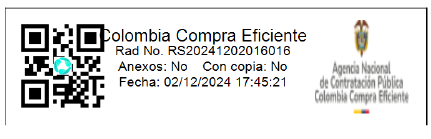 Colombia Compra Eficiente
Rad No. RS20241202016016
Anexos: No Con copia: No
Fecha: 02/12/2024 17:45:21
Agencia Nacional
de Contratación Pública
Colombia Compra Eficiente